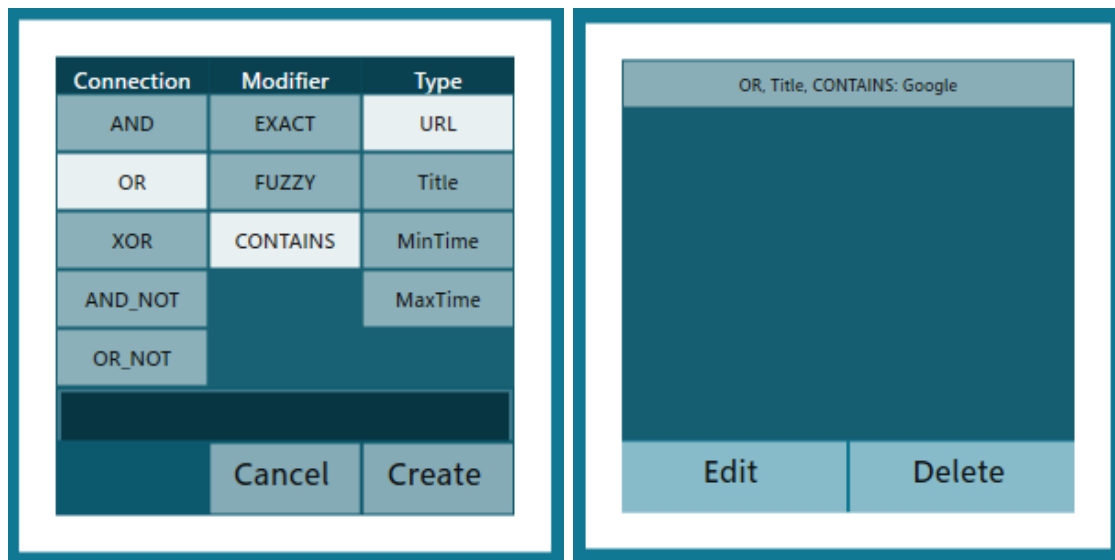 Connection Modifier Type
AND EXACT URL
OR FUZZY Title
XOR CONTAINS MinTime
AND_NOT MaxTime
OR_NOT
Cancel Create
OR, Title, CONTAINS: Google
Edit Delete